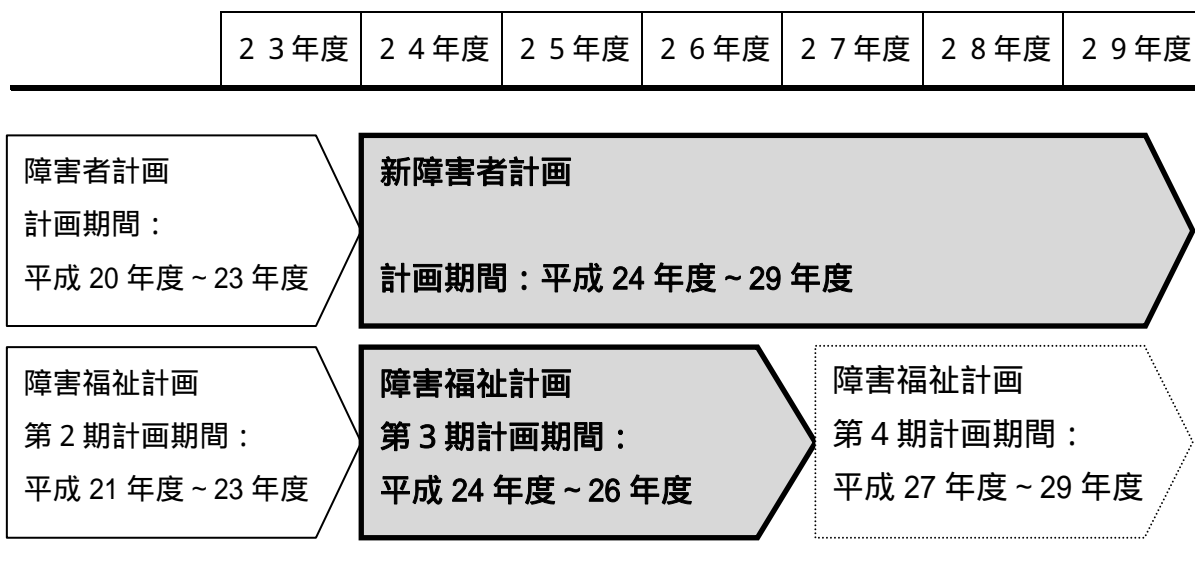 ２３年度 ２４年度 ２５年度 ２６年度 ２７年度 ２８年度 ２９年度
障害者計画
計画期間：
平成 20 年度～23 年度
新障害者計画
計画期間：平成 24 年度～29 年度
障害福祉計画
第２期計画期間：
平成 21 年度～23 年度
障害福祉計画
第３期計画期間：
平成 24 年度～26 年度
障害福祉計画
第４期計画期間：
平成 27 年度～29 年度